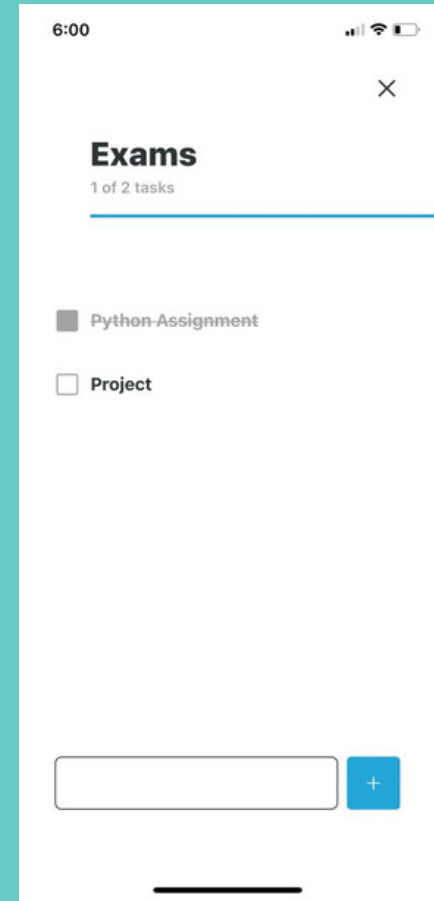 6:00
Exams
1 of 2 tasks
Python Assignment
Project
+